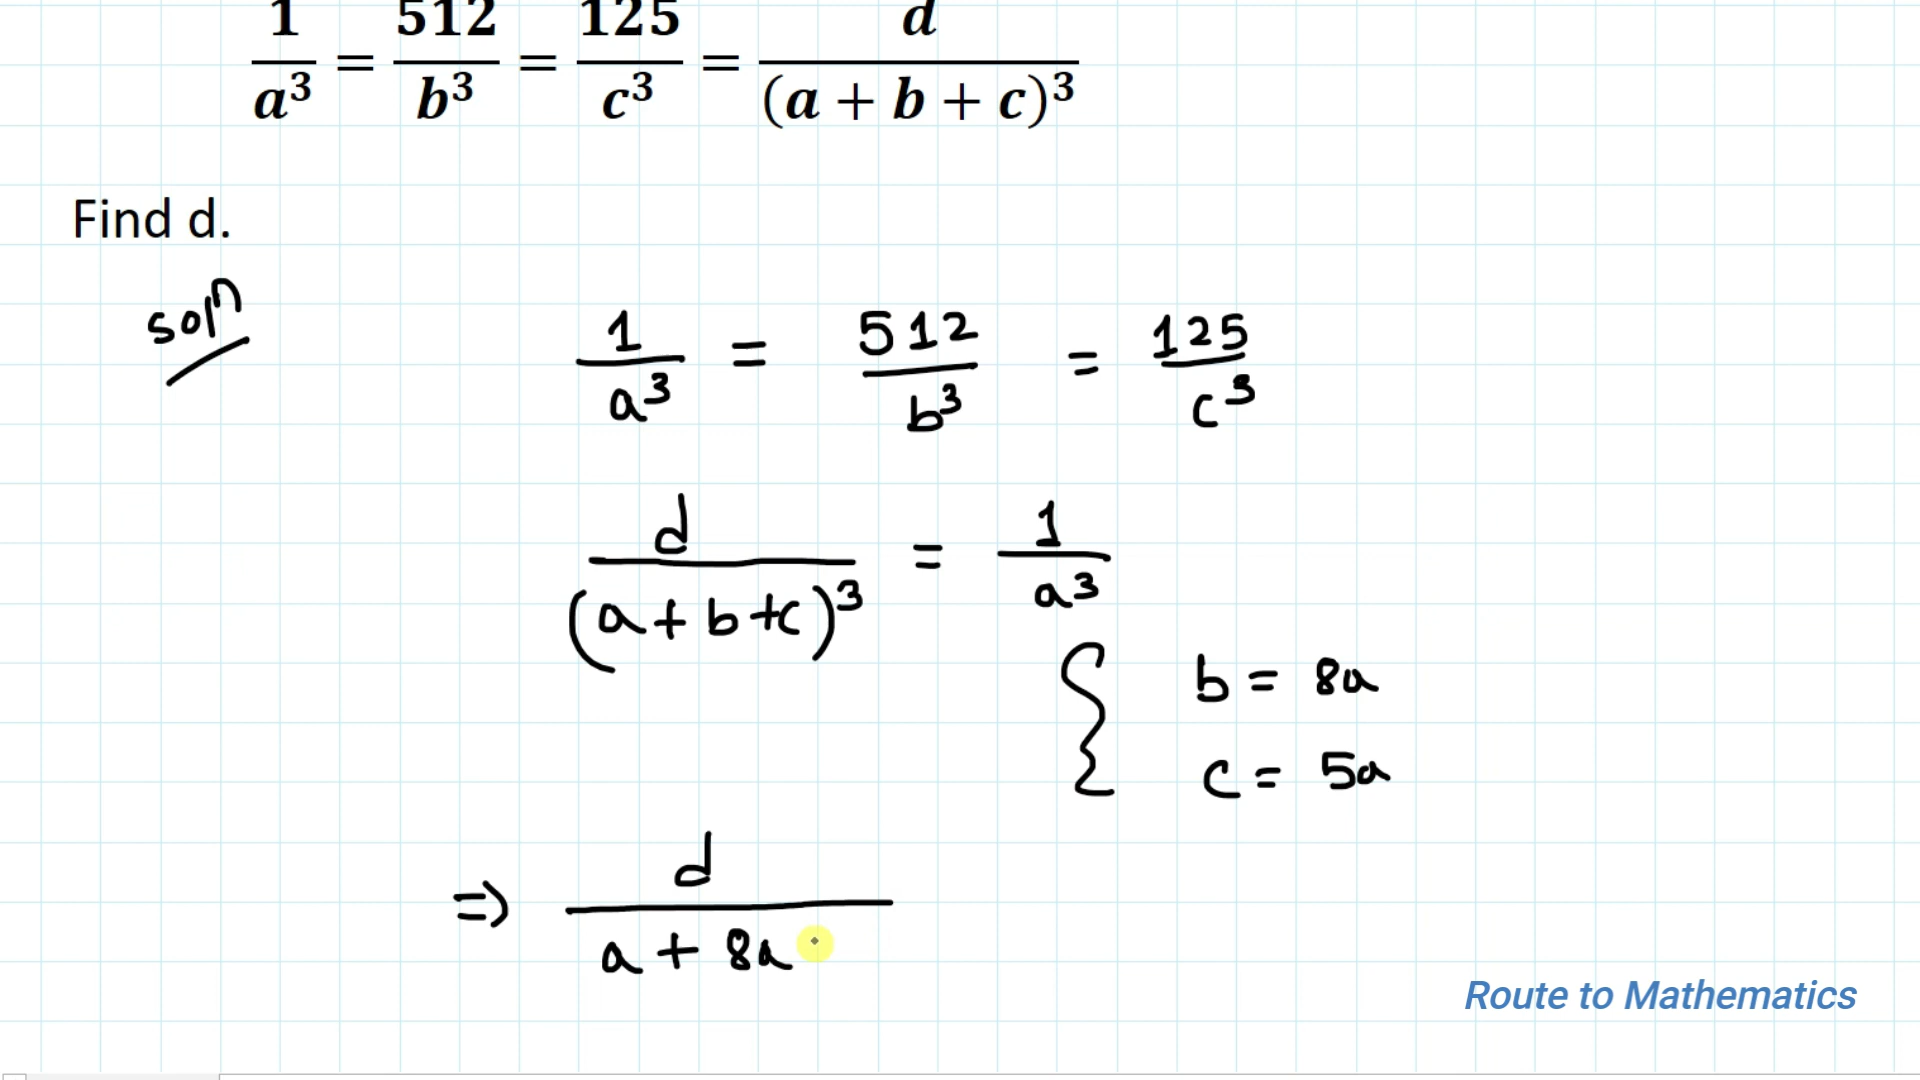 1/a³ = 512/b³ = 125/c³ = d/(a + b + c)³
Find d.
solⁿ
1/a³ = 512/b³ = 125/c³
d/(a + b + c)³ = 1/a³
{ b = 8a
c = 5a
⇒ d/a + 8a
Route to Mathematics